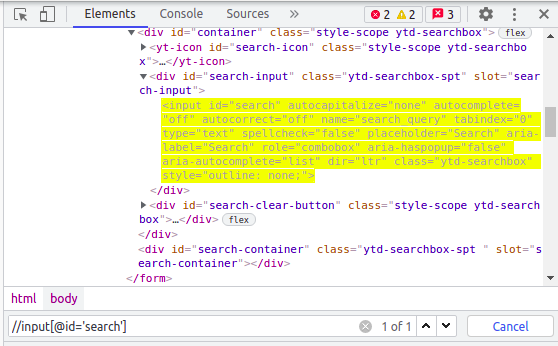 Elements Console Sources » 2 2 3
<div id="container" class="style-scope ytd-searchbox"> flex
<yt-icon id="search-icon" class="style-scope ytd-searchbo
x">…</yt-icon>
<div id="search-input" class="ytd-searchbox-spt" slot="sear
ch-input">
<input id="search" autocapitalize="none" autocomplete=
"off" autocorrect="off" name="search_query" tabindex="0"
type="text" spellcheck="false" placeholder="Search" aria-
label="Search" role="combobox" aria-haspopup="false"
aria-autocomplete="list" dir="ltr" class="ytd-searchbox"
style="outline: none;">
</div>
<div id="search-clear-button" class="style-scope ytd-search
box">…</div> flex
</div>
<div id="search-container" class="ytd-searchbox-spt " slot="s
earch-container"></div>
</form>
html body
//input[@id='search'] 1 of 1 Cancel